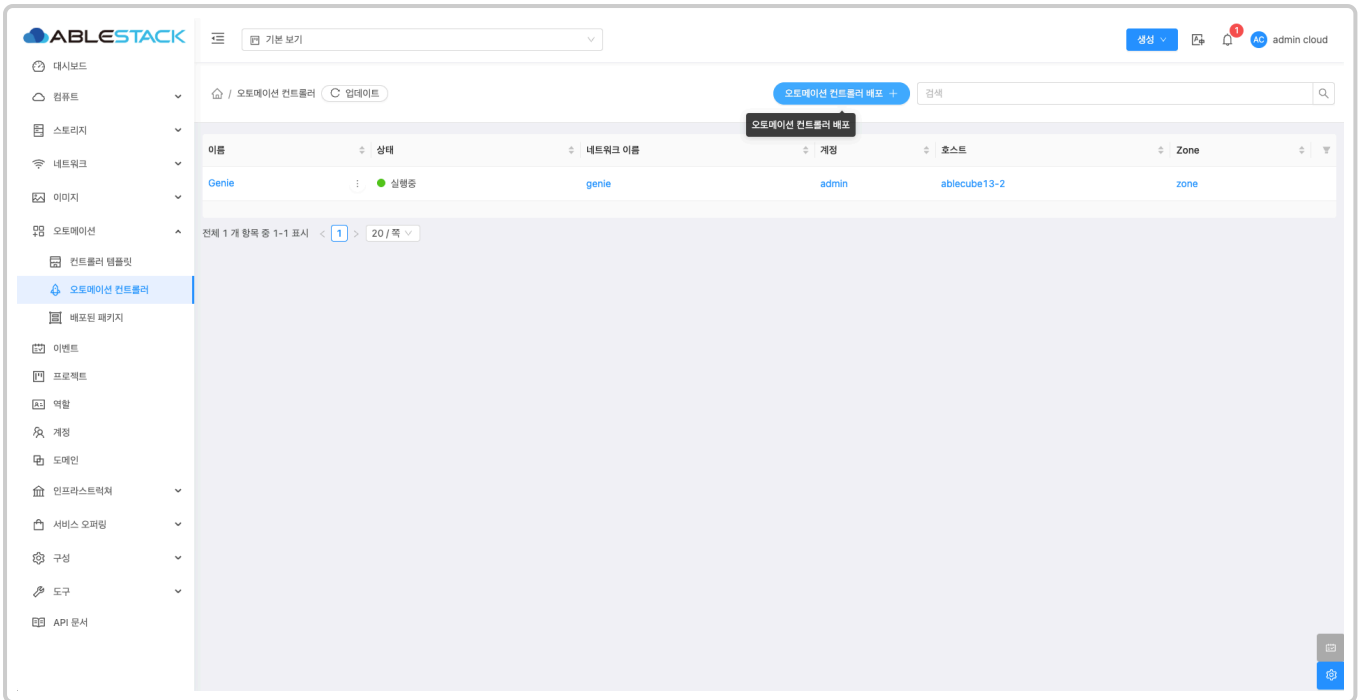 ABLESTACK
기본 보기
생성
1
AC
admin cloud
대시보드
컴퓨트
스토리지
네트워크
이미지
오토메이션
컨트롤러 템플릿
오토메이션 컨트롤러
배포된 패키지
이벤트
프로젝트
역할
계정
도메인
인프라스트럭쳐
서비스 오퍼링
구성
도구
API 문서
/ 오토메이션 컨트롤러
업데이트
오토메이션 컨트롤러 배포 +
검색
오토메이션 컨트롤러 배포
이름 상태 네트워크 이름 계정 호스트 Zone
Genie 실행중 genie admin ablecube13-2 zone
전체 1 개 항목 중 1-1 표시 < 1 > 20 / 쪽